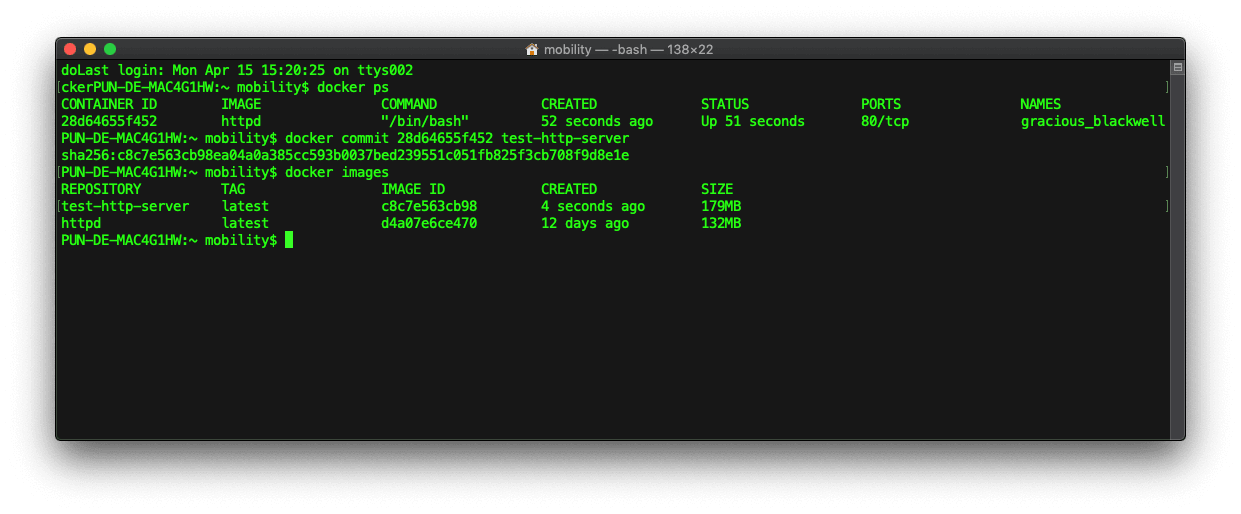 mobility — -bash — 138×22
doLast login: Mon Apr 15 15:20:25 on ttys002
[ckerPUN-DE-MAC4G1HW:~ mobility$ docker ps ]
CONTAINER ID IMAGE COMMAND CREATED STATUS PORTS NAMES
28d64655f452 httpd "/bin/bash" 52 seconds ago Up 51 seconds 80/tcp gracious_blackwell
PUN-DE-MAC4G1HW:~ mobility$ docker commit 28d64655f452 test-http-server
sha256:c8c7e563cb98ea04a0a385cc593b0037bed239551c051fb825f3cb708f9d8e1e
[PUN-DE-MAC4G1HW:~ mobility$ docker images ]
REPOSITORY TAG IMAGE ID CREATED SIZE
[test-http-server latest c8c7e563cb98 4 seconds ago 179MB ]
httpd latest d4a07e6ce470 12 days ago 132MB
PUN-DE-MAC4G1HW:~ mobility$